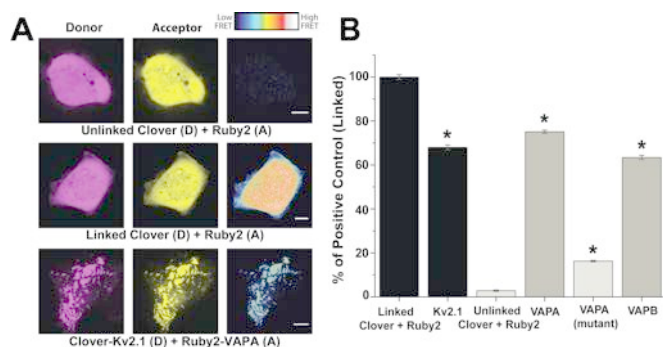 A
Donor
Acceptor
Low FRET
High FRET
Unlinked Clover (D) + Ruby2 (A)
Linked Clover (D) + Ruby2 (A)
Clover-Kv2.1 (D) + Ruby2-VAPA (A)
B
% of Positive Control (Linked)
100
80
60
40
20
0
*
*
*
*
Linked Clover + Ruby2
Kv2.1
Unlinked Clover + Ruby2
VAPA
VAPA (mutant)
VAPB